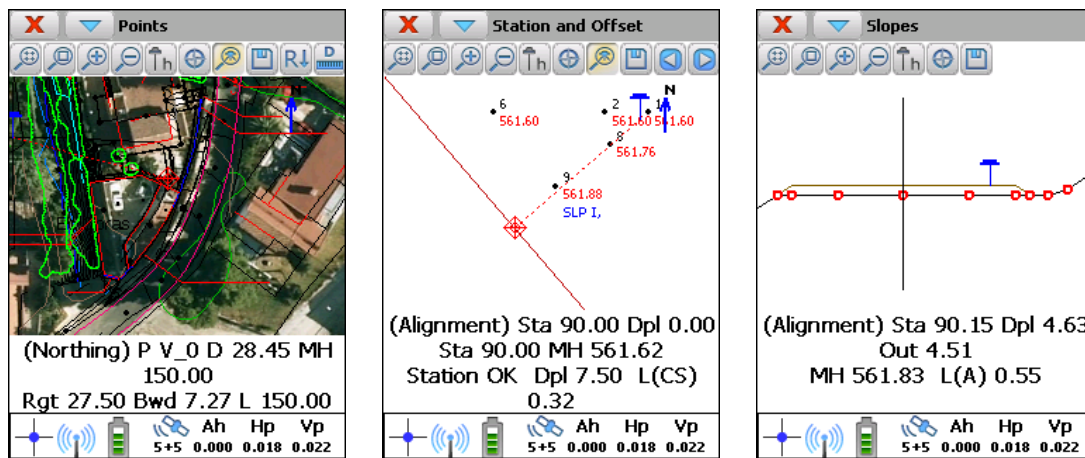 Points
h
R
D
N
(Northing) P V_0 D 28.45 MH
150.00
Rgt 27.50 Bwd 7.27 L 150.00
Ah Hp Vp
5+5 0.000 0.018 0.022
Station and Offset
h
N
6
561.60
2
561.60
1
561.60
8
561.76
9
561.88
SLP I,
(Alignment) Sta 90.00 Dpl 0.00
Sta 90.00 MH 561.62
Station OK Dpl 7.50 L(CS)
0.32
Ah Hp Vp
5+5 0.000 0.018 0.022
Slopes
h
(Alignment) Sta 90.15 Dpl 4.63
Out 4.51
MH 561.83 L(A) 0.55
Ah Hp Vp
5+5 0.000 0.018 0.022